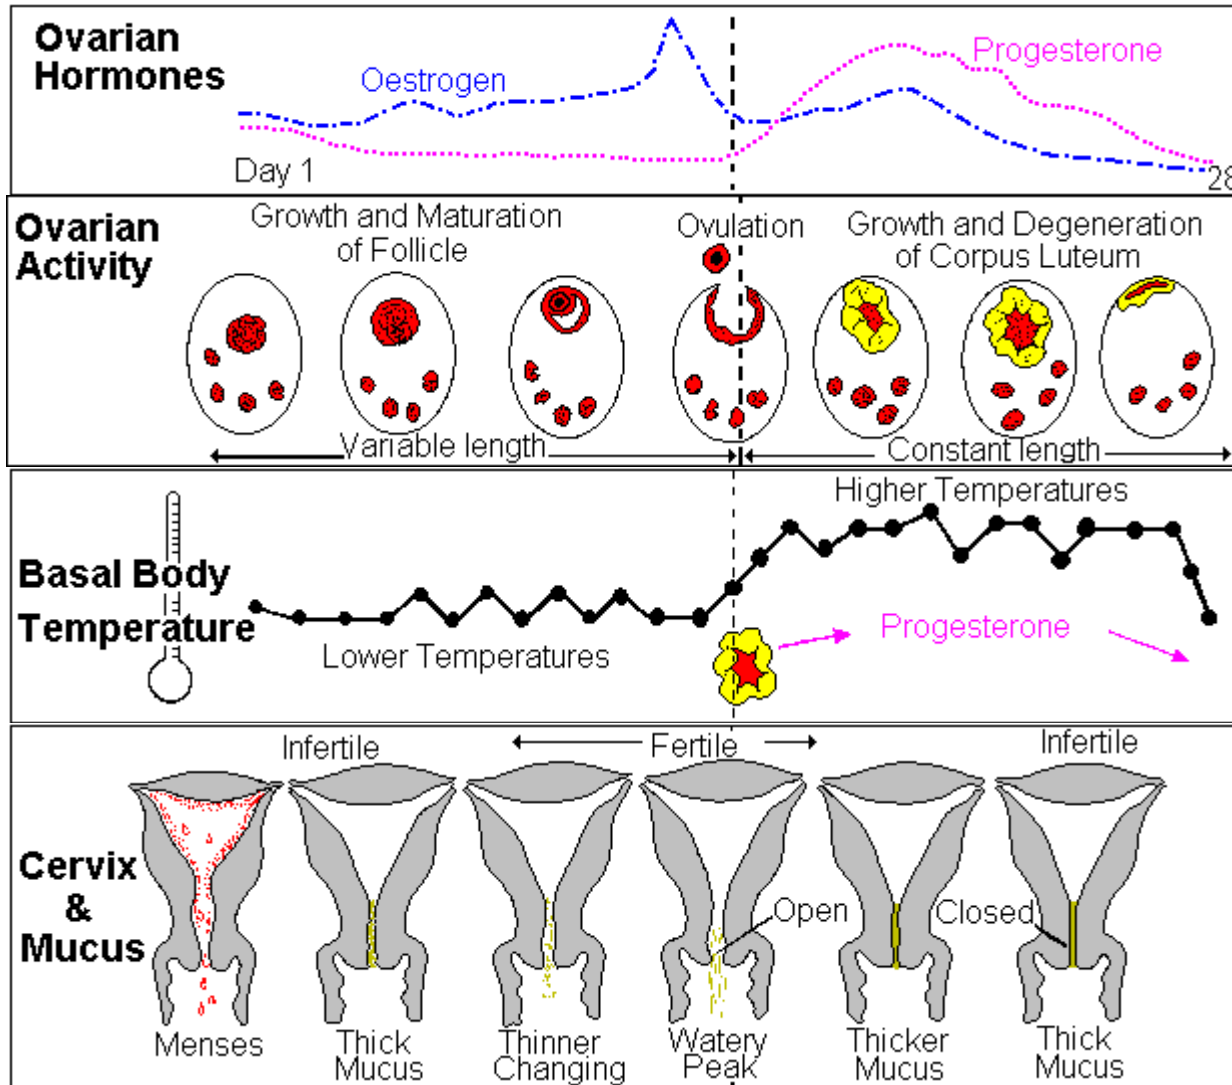 Ovarian
Hormones
Oestrogen
Progesterone
Day 1
28
Ovarian
Activity
Growth and Maturation
of Follicle
Ovulation
Growth and Degeneration
of Corpus Luteum
Variable length
Constant length
Basal Body
Temperature
Higher Temperatures
Lower Temperatures
Progesterone
Cervix
&
Mucus
Infertile
Fertile
Infertile
Open
Closed
Menses
Thick
Mucus
Thinner
Changing
Watery
Peak
Thicker
Mucus
Thick
Mucus